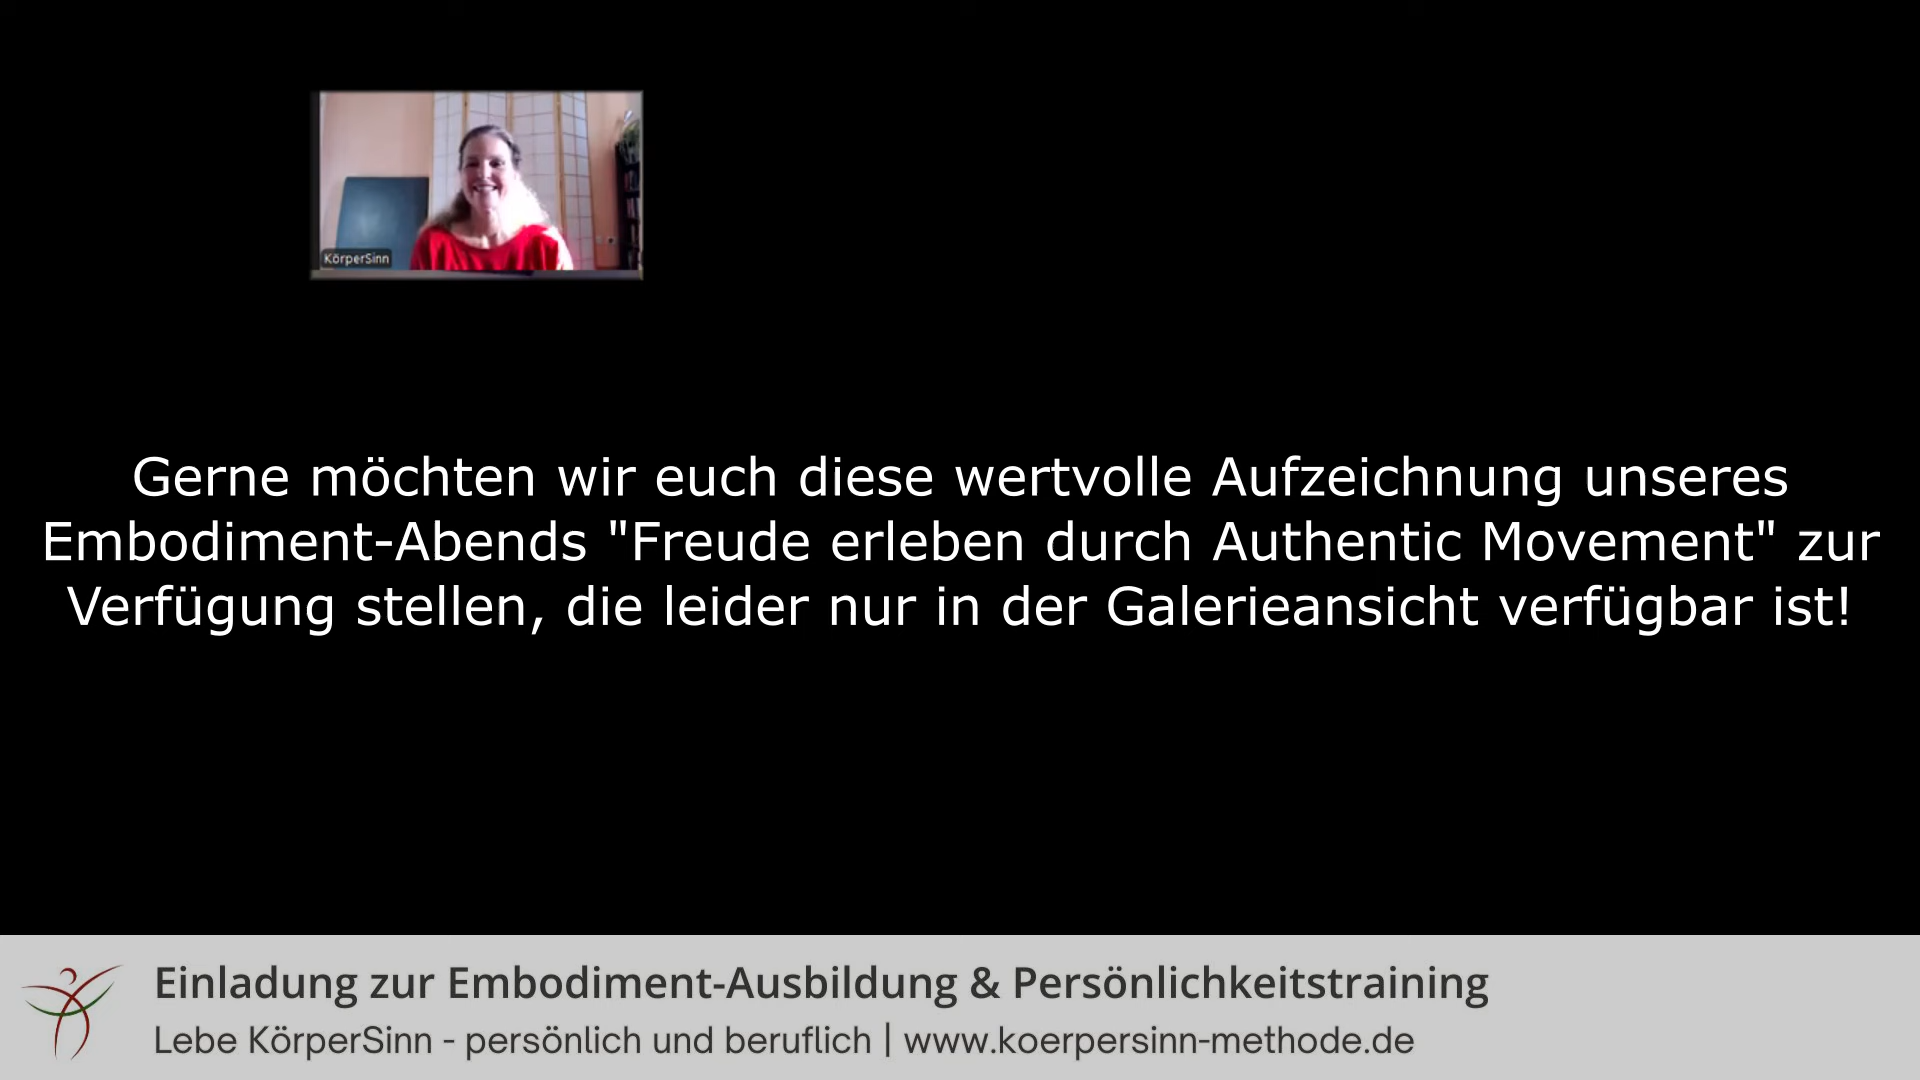 KörperSinn
Gerne möchten wir euch diese wertvolle Aufzeichnung unseres
Embodiment-Abends "Freude erleben durch Authentic Movement" zur
Verfügung stellen, die leider nur in der Galerieansicht verfügbar ist!
Einladung zur Embodiment-Ausbildung & Persönlichkeitstraining
Lebe KörperSinn - persönlich und beruflich | www.koerpersinn-methode.de